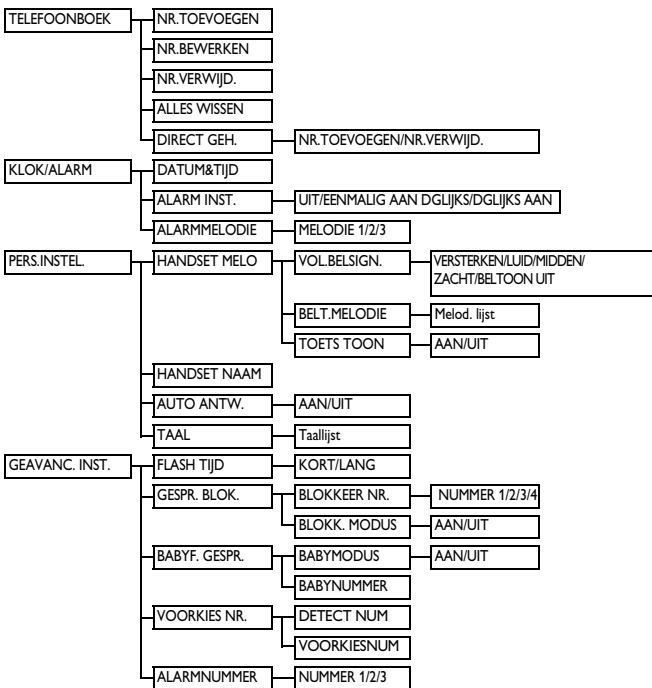 TELEFOONBOEK NR.TOEVOEGEN
NR.BEWERKEN
NR.VERWIJD.
ALLES WISSEN
DIRECT GEH. NR.TOEVOEGEN/NR.VERWIJD.
KLOK/ALARM DATUM&TIJD
ALARM INST. UIT/EENMALIG AAN DGLIJKS/DGLIJKS AAN
ALARMMELODIE MELODIE 1/2/3
PERS.INSTEL. HANDSET MELO VOL.BELSIGN. VERSTERKEN/LUID/MIDDEN/
ZACHT/BELTOON UIT
BELT.MELODIE Melod. lijst
TOETS TOON AAN/UIT
HANDSET NAAM
AUTO ANTW. AAN/UIT
TAAL Taallijst
GEAVANC. INST. FLASH TIJD KORT/LANG
GESPR. BLOK. BLOKKEER NR. NUMMER 1/2/3/4
BLOKK. MODUS AAN/UIT
BABYF. GESPR. BABYMODUS AAN/UIT
BABYNUMMER
VOORKIES NR. DETECT NUM
VOORKIESNUM
ALARMNUMMER NUMMER 1/2/3